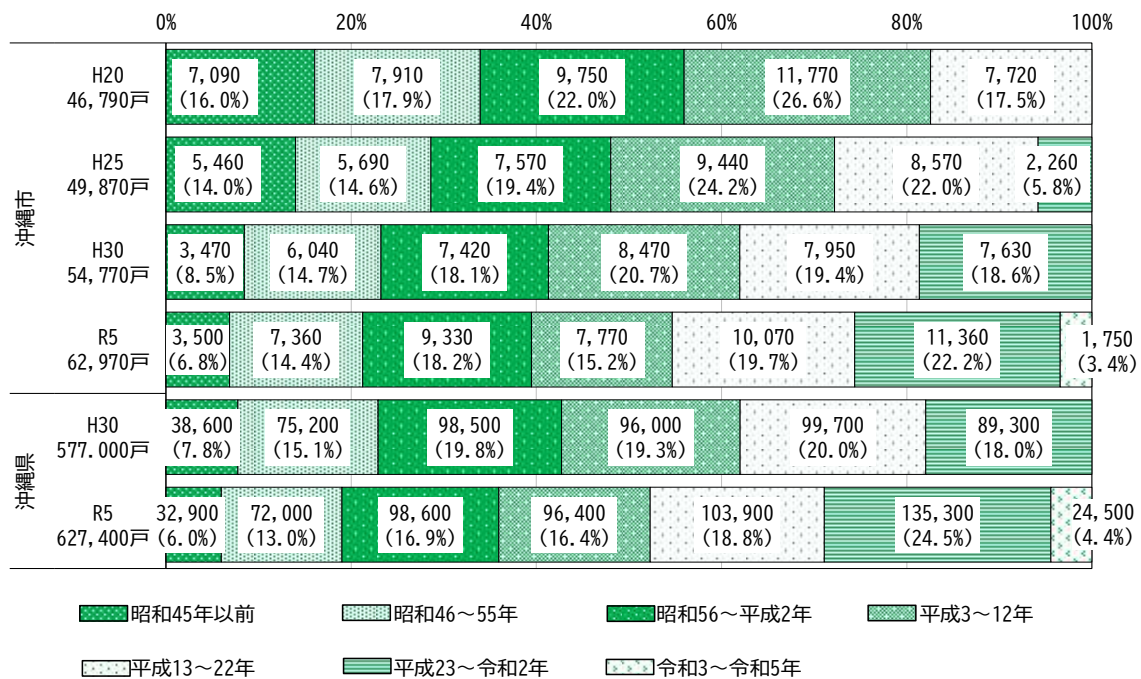 0% 20% 40% 60% 80% 100%
沖縄市
H20
46,790戸
7,090 7,910 9,750 11,770 7,720
(16.0%) (17.9%) (22.0%) (26.6%) (17.5%)
H25
49,870戸
5,460 5,690 7,570 9,440 8,570 2,260
(14.0%) (14.6%) (19.4%) (24.2%) (22.0%) (5.8%)
H30
54,770戸
3,470 6,040 7,420 8,470 7,950 7,630
(8.5%) (14.7%) (18.1%) (20.7%) (19.4%) (18.6%)
R5
62,970戸
3,500 7,360 9,330 7,770 10,070 11,360 1,750
(6.8%) (14.4%) (18.2%) (15.2%) (19.7%) (22.2%) (3.4%)
沖縄県
H30
577.000戸
38,600 75,200 98,500 96,000 99,700 89,300
(7.8%) (15.1%) (19.8%) (19.3%) (20.0%) (18.0%)
R5
627,400戸
32,900 72,000 98,600 96,400 103,900 135,300 24,500
(6.0%) (13.0%) (16.9%) (16.4%) (18.8%) (24.5%) (4.4%)
昭和45年以前 昭和46～55年 昭和56～平成2年 平成3～12年
平成13～22年 平成23～令和2年 令和3～令和5年